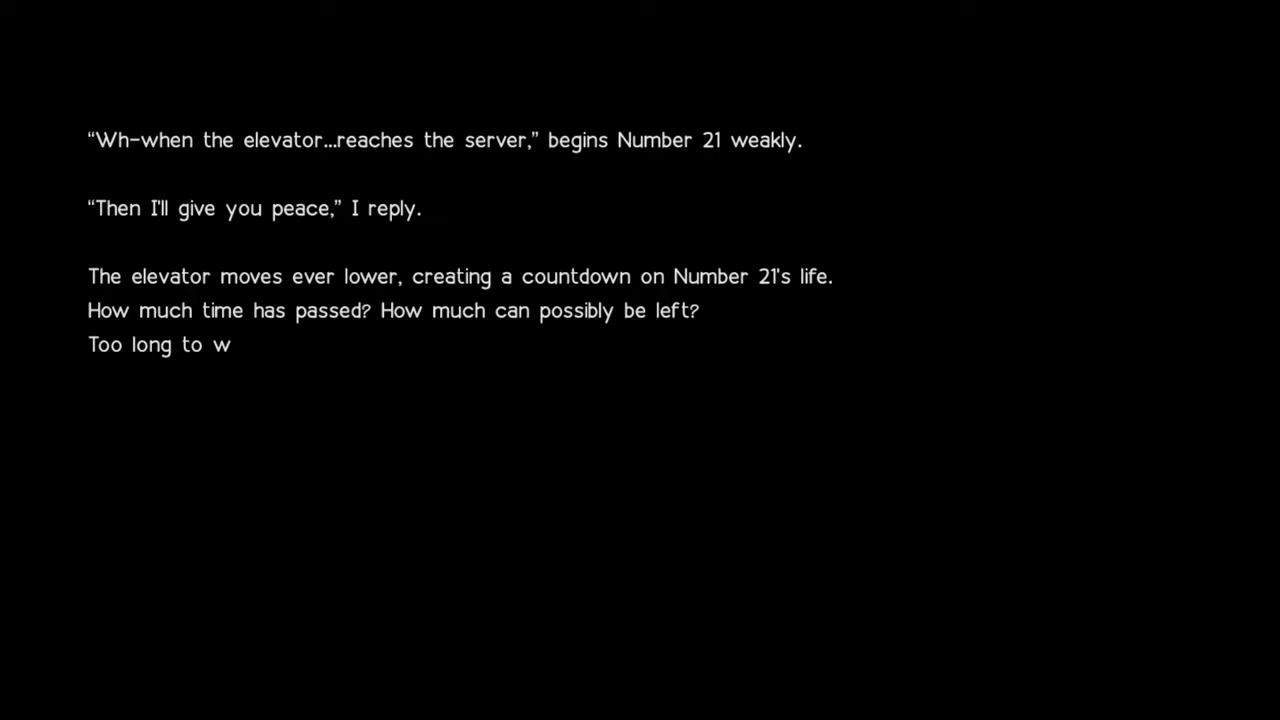 “Wh-when the elevator...reaches the server,” begins Number 21 weakly.
“Then I'll give you peace,” I reply.
The elevator moves ever lower, creating a countdown on Number 21's life.
How much time has passed? How much can possibly be left?
Too long to w